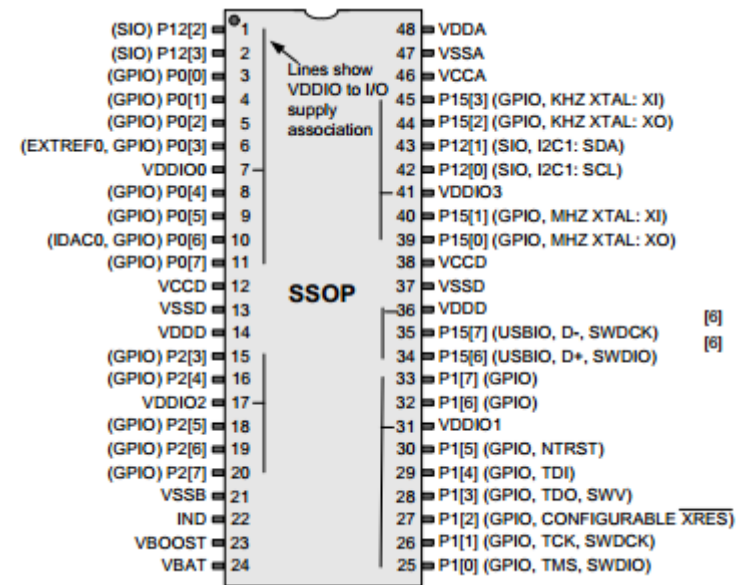 (SIO) P12[2] 1
(SIO) P12[3] 2
(GPIO) P0[0] 3
(GPIO) P0[1] 4
(GPIO) P0[2] 5
(EXTREF0, GPIO) P0[3] 6
VDDIO0 7
(GPIO) P0[4] 8
(GPIO) P0[5] 9
(IDAC0, GPIO) P0[6] 10
(GPIO) P0[7] 11
VCCD 12
VSSD 13
VDDD 14
(GPIO) P2[3] 15
(GPIO) P2[4] 16
VDDIO2 17
(GPIO) P2[5] 18
(GPIO) P2[6] 19
(GPIO) P2[7] 20
VSSB 21
IND 22
VBOOST 23
VBAT 24
Lines show
VDDIO to I/O
supply
association
SSOP
48 VDDA
47 VSSA
46 VCCA
45 P15[3] (GPIO, KHZ XTAL: XI)
44 P15[2] (GPIO, KHZ XTAL: XO)
43 P12[1] (SIO, I2C1: SDA)
42 P12[0] (SIO, I2C1: SCL)
41 VDDIO3
40 P15[1] (GPIO, MHZ XTAL: XI)
39 P15[0] (GPIO, MHZ XTAL: XO)
38 VCCD
37 VSSD
36 VDDD
35 P15[7] (USBIO, D-, SWDCK) [6]
34 P15[6] (USBIO, D+, SWDIO) [6]
33 P1[7] (GPIO)
32 P1[6] (GPIO)
31 VDDIO1
30 P1[5] (GPIO, NTRST)
29 P1[4] (GPIO, TDI)
28 P1[3] (GPIO, TDO, SWV)
27 P1[2] (GPIO, CONFIGURABLE XRES)
26 P1[1] (GPIO, TCK, SWDCK)
25 P1[0] (GPIO, TMS, SWDIO)